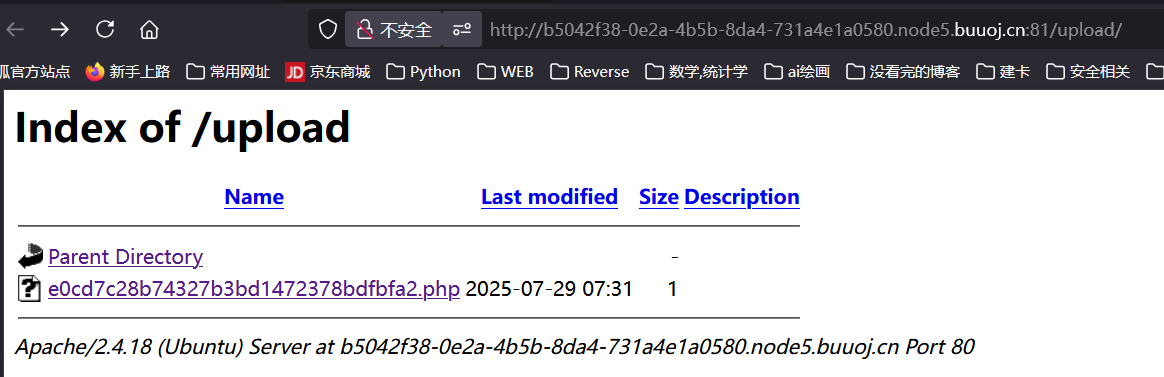 不安全 http://b5042f38-0e2a-4b5b-8da4-731a4e1a0580.node5.buuoj.cn:81/upload/
狐官方站点 新手上路 常用网址 JD 京东商城 Python WEB Reverse 数学,统计学 ai绘画 没看完的博客 建卡 安全相关
Index of /upload
Name Last modified Size Description
Parent Directory -
e0cd7c28b74327b3bd1472378bdfbfa2.php 2025-07-29 07:31 1
Apache/2.4.18 (Ubuntu) Server at b5042f38-0e2a-4b5b-8da4-731a4e1a0580.node5.buuoj.cn Port 80